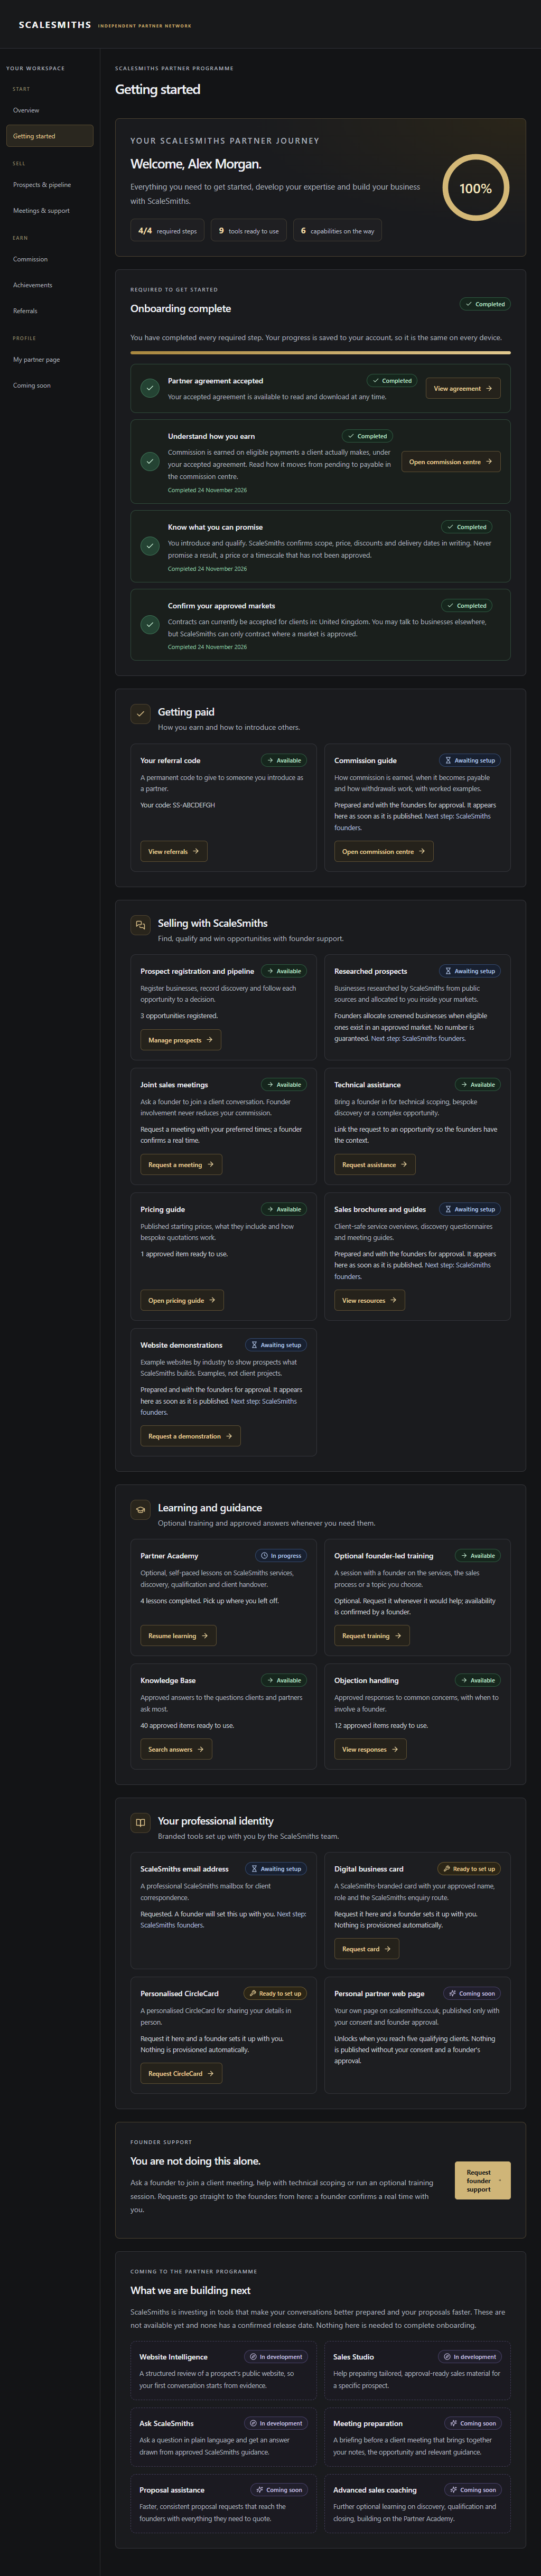 SCALESMITHS INDEPENDENT PARTNER NETWORK
YOUR WORKSPACE
START
Overview
Getting started
SELL
Prospects & pipeline
Meetings & support
EARN
Commission
Achievements
Referrals
PROFILE
My partner page
Coming soon
SCALESMITHS PARTNER PROGRAMME
Getting started
YOUR SCALESMITHS PARTNER JOURNEY
Welcome, Alex Morgan.
Everything you need to get started, develop your expertise and build your business
with ScaleSmiths.
4/4 required steps
9 tools ready to use
6 capabilities on the way
100%
REQUIRED TO GET STARTED
Onboarding complete
Completed
You have completed every required step. Your progress is saved to your account, so it is the same on every device.
Partner agreement accepted
Completed
Your accepted agreement is available to read and download at any time.
View agreement
Understand how you earn
Completed
Commission is earned on eligible payments a client actually makes, under
your accepted agreement. Read how it moves from pending to payable in
the commission centre.
Completed 24 November 2026
Open commission centre
Know what you can promise
Completed
You introduce and qualify. ScaleSmiths confirms scope, price, discounts and delivery dates in writing. Never
promise a result, a price or a timescale that has not been approved.
Completed 24 November 2026
Confirm your approved markets
Completed
Contracts can currently be accepted for clients in: United Kingdom. You may talk to businesses elsewhere,
but ScaleSmiths can only contract where a market is approved.
Completed 24 November 2026
Getting paid
How you earn and how to introduce others.
Your referral code
Available
A permanent code to give to someone you introduce as
a partner.
Your code: SS-ABCDEFGH
View referrals
Commission guide
Awaiting setup
How commission is earned, when it becomes payable
and how withdrawals work, with worked examples.
Prepared and with the founders for approval. It appears
here as soon as it is published. Next step: ScaleSmiths
founders.
Open commission centre
Selling with ScaleSmiths
Find, qualify and win opportunities with founder support.
Prospect registration and pipeline
Available
Register businesses, record discovery and follow each
opportunity to a decision.
3 opportunities registered.
Manage prospects
Researched prospects
Awaiting setup
Businesses researched by ScaleSmiths from public
sources and allocated to you inside your markets.
Founders allocate screened businesses when eligible
ones exist in an approved market. No number is
guaranteed. Next step: ScaleSmiths founders.
Joint sales meetings
Available
Ask a founder to join a client conversation. Founder
involvement never reduces your commission.
Request a meeting with your preferred times; a founder
confirms a real time.
Request a meeting
Technical assistance
Available
Bring a founder in for technical scoping, bespoke
discovery or a complex opportunity.
Link the request to an opportunity so the founders have
the context.
Request assistance
Pricing guide
Available
Published starting prices, what they include and how
bespoke quotations work.
1 approved item ready to use.
Open pricing guide
Sales brochures and guides
Awaiting setup
Client-safe service overviews, discovery questionnaires
and meeting guides.
Prepared and with the founders for approval. It appears
here as soon as it is published. Next step: ScaleSmiths
founders.
View resources
Website demonstrations
Awaiting setup
Example websites by industry to show prospects what
ScaleSmiths builds. Examples, not client projects.
Prepared and with the founders for approval. It appears
here as soon as it is published. Next step: ScaleSmiths
founders.
Request a demonstration
Learning and guidance
Optional training and approved answers whenever you need them.
Partner Academy
In progress
Optional, self-paced lessons on ScaleSmiths services,
discovery, qualification and client handover.
4 lessons completed. Pick up where you left off.
Resume learning
Optional founder-led training
Available
A session with a founder on the services, the sales
process or a topic you choose.
Optional. Request it whenever it would help; availability
is confirmed by a founder.
Request training
Knowledge Base
Available
Approved answers to the questions clients and partners
ask most.
40 approved items ready to use.
Search answers
Objection handling
Available
Approved responses to common concerns, with when to
involve a founder.
12 approved items ready to use.
View responses
Your professional identity
Branded tools set up with you by the ScaleSmiths team.
ScaleSmiths email address
Awaiting setup
A professional ScaleSmiths mailbox for client
correspondence.
Requested. A founder will set this up with you. Next step:
ScaleSmiths founders.
Digital business card
Ready to set up
A ScaleSmiths-branded card with your approved name,
role and the ScaleSmiths enquiry route.
Request it here and a founder sets it up with you.
Nothing is provisioned automatically.
Request card
Personalised CircleCard
Ready to set up
A personalised CircleCard for sharing your details in
person.
Request it here and a founder sets it up with you.
Nothing is provisioned automatically.
Request CircleCard
Personal partner web page
Coming soon
Your own page on scalesmiths.co.uk, published only with
your consent and founder approval.
Unlocks when you reach five qualifying clients. Nothing
is published without your consent and a founder's
approval.
FOUNDER SUPPORT
You are not doing this alone.
Ask a founder to join a client meeting, help with technical scoping or run an optional training
session. Requests go straight to the founders from here; a founder confirms a real time with
you.
Request
founder
support
COMING TO THE PARTNER PROGRAMME
What we are building next
ScaleSmiths is investing in tools that make your conversations better prepared and your proposals faster. These are
not available yet and none has a confirmed release date. Nothing here is needed to complete onboarding.
Website Intelligence
In development
A structured review of a prospect's public website, so
your first conversation starts from evidence.
Sales Studio
In development
Help preparing tailored, approval-ready sales material for
a specific prospect.
Ask ScaleSmiths
In development
Ask a question in plain language and get an answer
drawn from approved ScaleSmiths guidance.
Meeting preparation
Coming soon
A briefing before a client meeting that brings together
your notes, the opportunity and relevant guidance.
Proposal assistance
Coming soon
Faster, consistent proposal requests that reach the
founders with everything they need to quote.
Advanced sales coaching
Coming soon
Further optional learning on discovery, qualification and
closing, building on the Partner Academy.